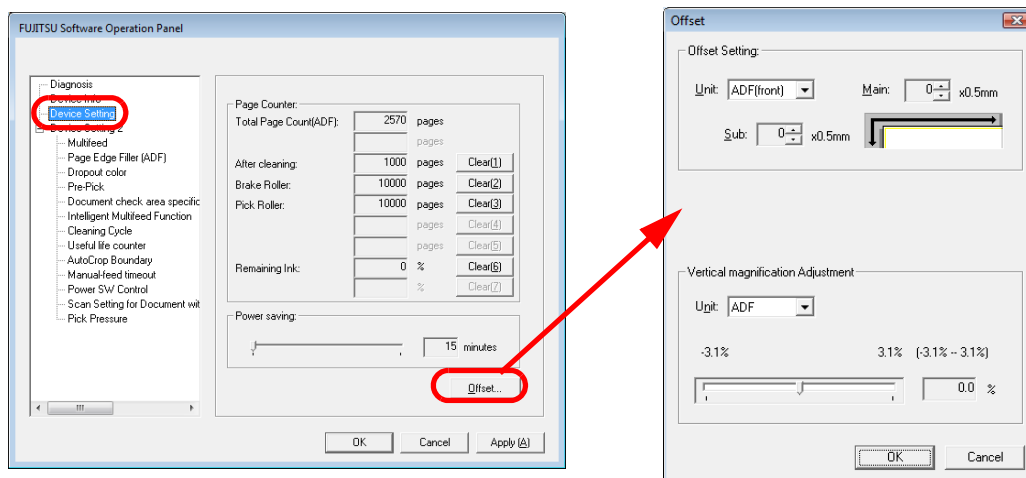 FUJITSU Software Operation Panel
Diagnosis
Device Info
Device Setting
Device Setting 2
Multifeed
Page Edge Filler (ADF)
Dropout color
Pre-Pick
Document check area specific
Intelligent Multifeed Function
Cleaning Cycle
Useful life counter
AutoCrop Boundary
Manual-feed timeout
Power SW Control
Scan Setting for Document wit
Pick Pressure
Page Counter:
Total Page Count(ADF): 2570 pages
pages
After cleaning: 1000 pages Clear(1)
Brake Roller: 10000 pages Clear(2)
Pick Roller: 10000 pages Clear(3)
pages Clear(4)
pages Clear(5)
Remaining Ink: 0 % Clear(6)
% Clear(7)
Power saving:
15 minutes
Offset...
OK Cancel Apply (A)
Offset
Offset Setting:
Unit: ADF(front) Main: 0 x0.5mm
Sub: 0 x0.5mm
Vertical magnification Adjustment
Unit: ADF
-3.1% 3.1% (-3.1% -- 3.1%)
0.0 %
OK Cancel